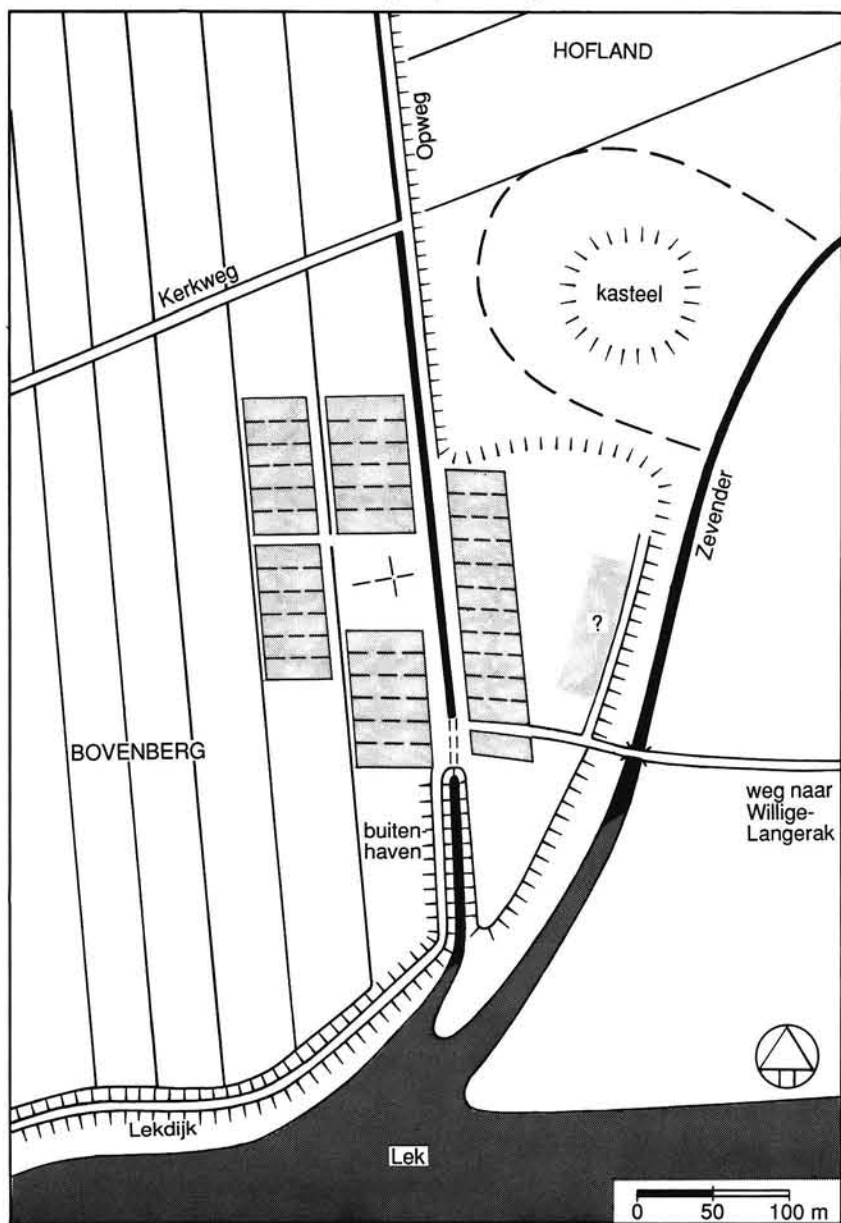 HOFLAND
Opweg
Kerkweg
kasteel
Zevender
?
BOVENBERG
buiten-
haven
weg naar
Willige-
Langerak
Lekdijk
Lek
0 50 100 m